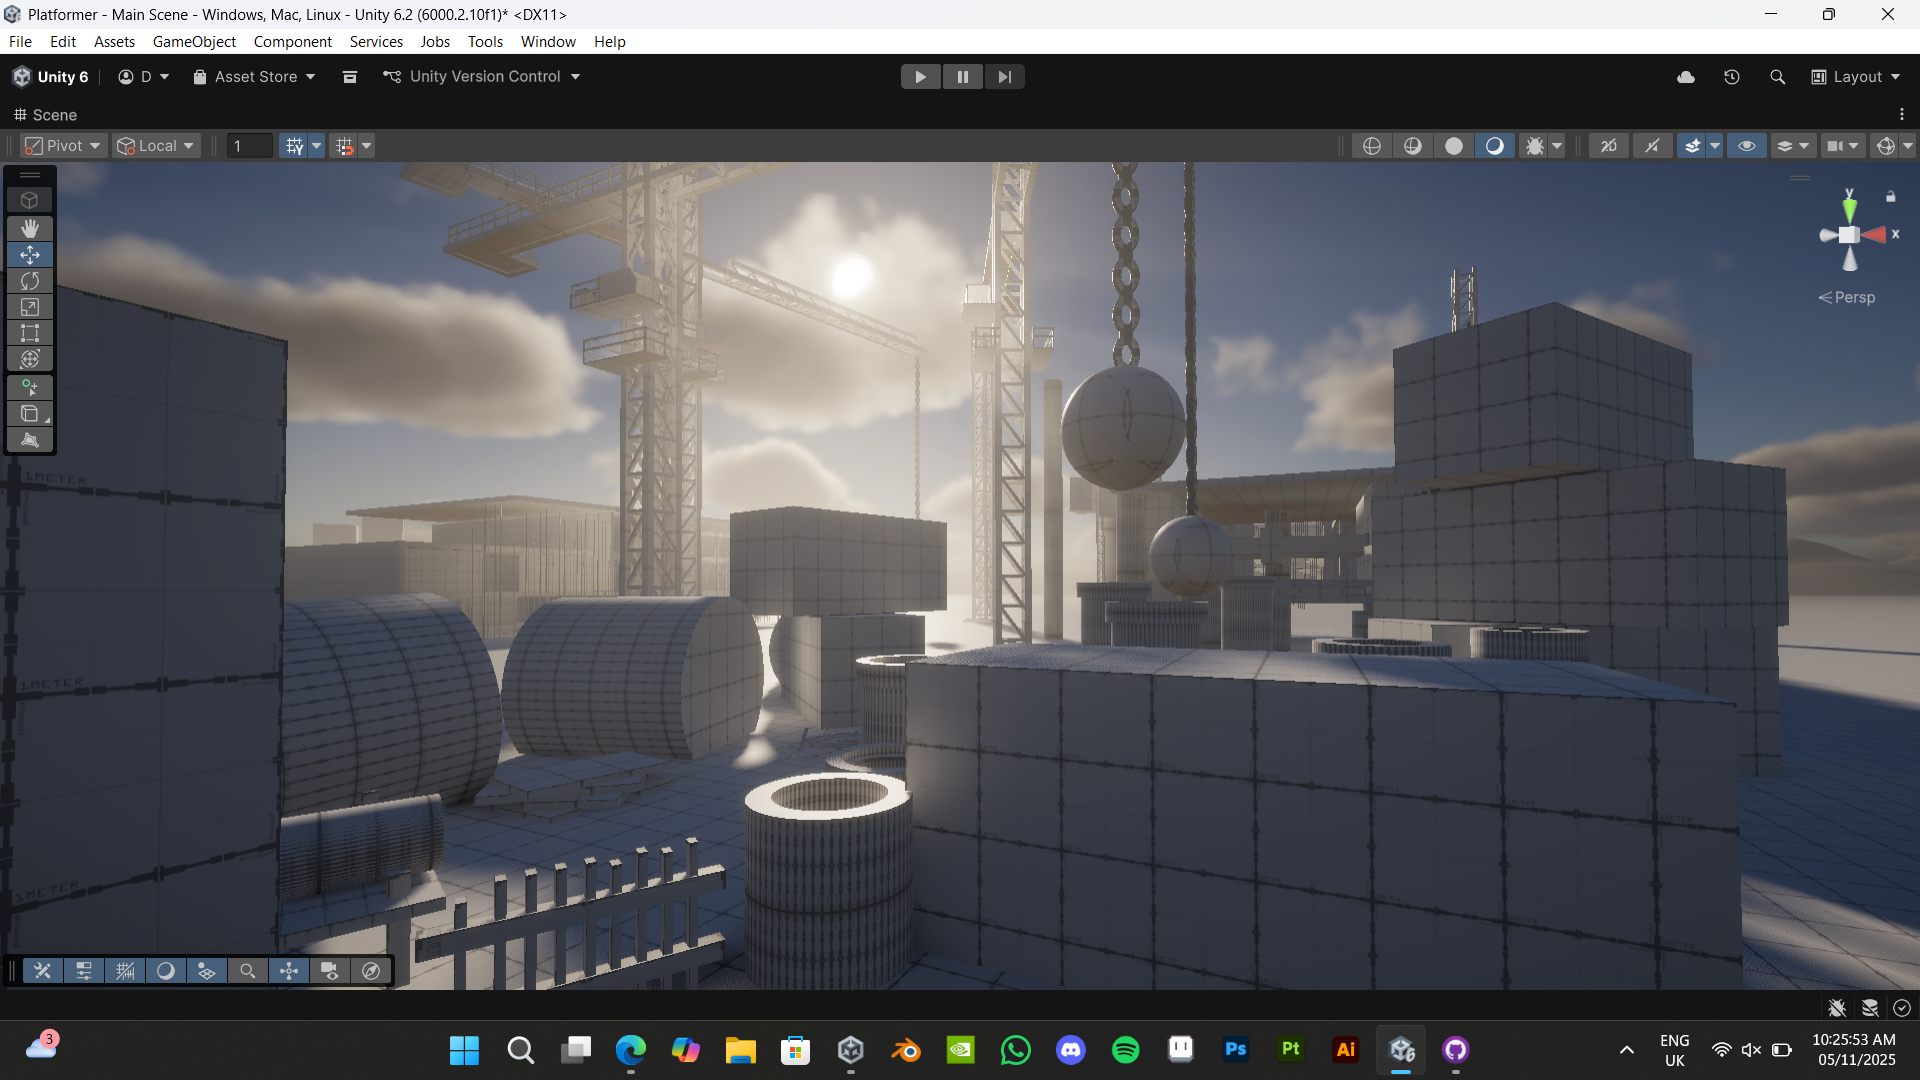 Platformer - Main Scene - Windows, Mac, Linux - Unity 6.2 (6000.2.10f1)* <DX11>
File Edit Assets GameObject Component Services Jobs Tools Window Help
Unity 6 D Asset Store Unity Version Control Layout
Scene
Pivot Local 1 2D
y
x
Persp
1METER
1METER
1METER
3
Ps Pt Ai 6
ENG
UK
10:25:53 AM
05/11/2025